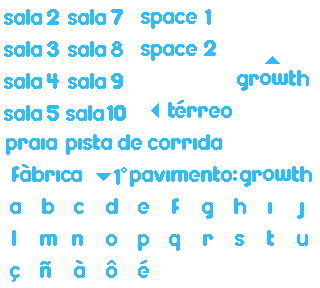 sala 2 sala 7 space 1
sala 3 sala 8 space 2
sala 4 sala 9 growth
sala 5 sala 10 térreo
praia pista de corrida
fàbrica 1° pavimento: growth
a b c d e f g h i j
l m n o p q r s t u
ç ñ à ô é